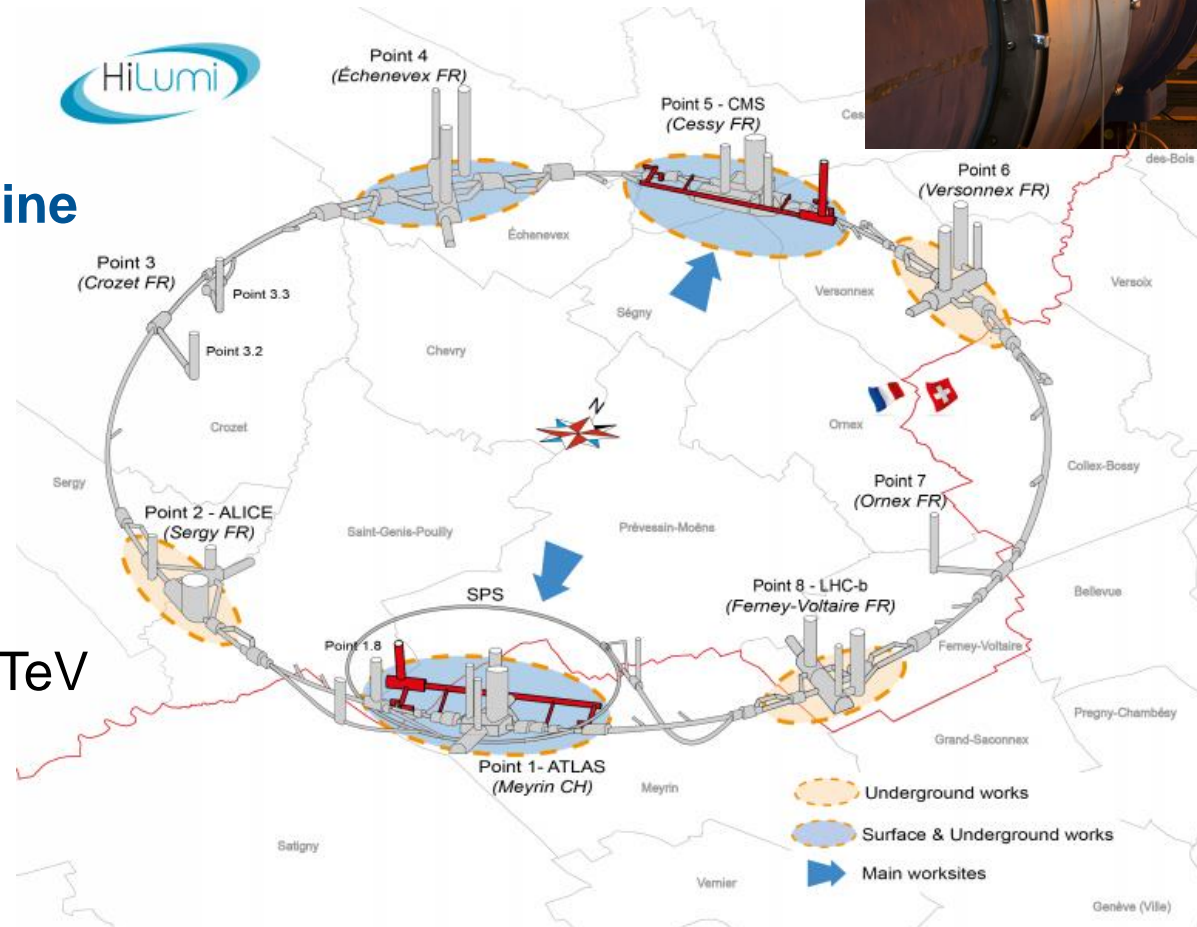 HiLumi
Point 4
(Échenevex FR)
Point 5 - CMS
(Cessy FR)
des-Bois
Point 6
(Versonnex FR)
ine
Échenevex
Point 3
(Crozet FR)
Point 3.3
Versonnex
Versoix
Ségny
Point 3.2
Chevry
N
Crozet
Ornex
Collex-Bossy
Sergy
Point 7
(Ornex FR)
Point 2 - ALICE
(Sergy FR)
Saint-Genis-Pouilly
Prévessin-Moëns
Point 8 - LHC-b
(Ferney-Voltaire FR)
Bellevue
SPS
Point 1.8
Ferney-Voltaire
TeV
Pregny-Chambésy
Grand-Saconnex
Point 1- ATLAS
(Meyrin CH)
Meyrin
Underground works
Surface & Underground works
Satigny
Main worksites
Vernier
Genève (Ville)